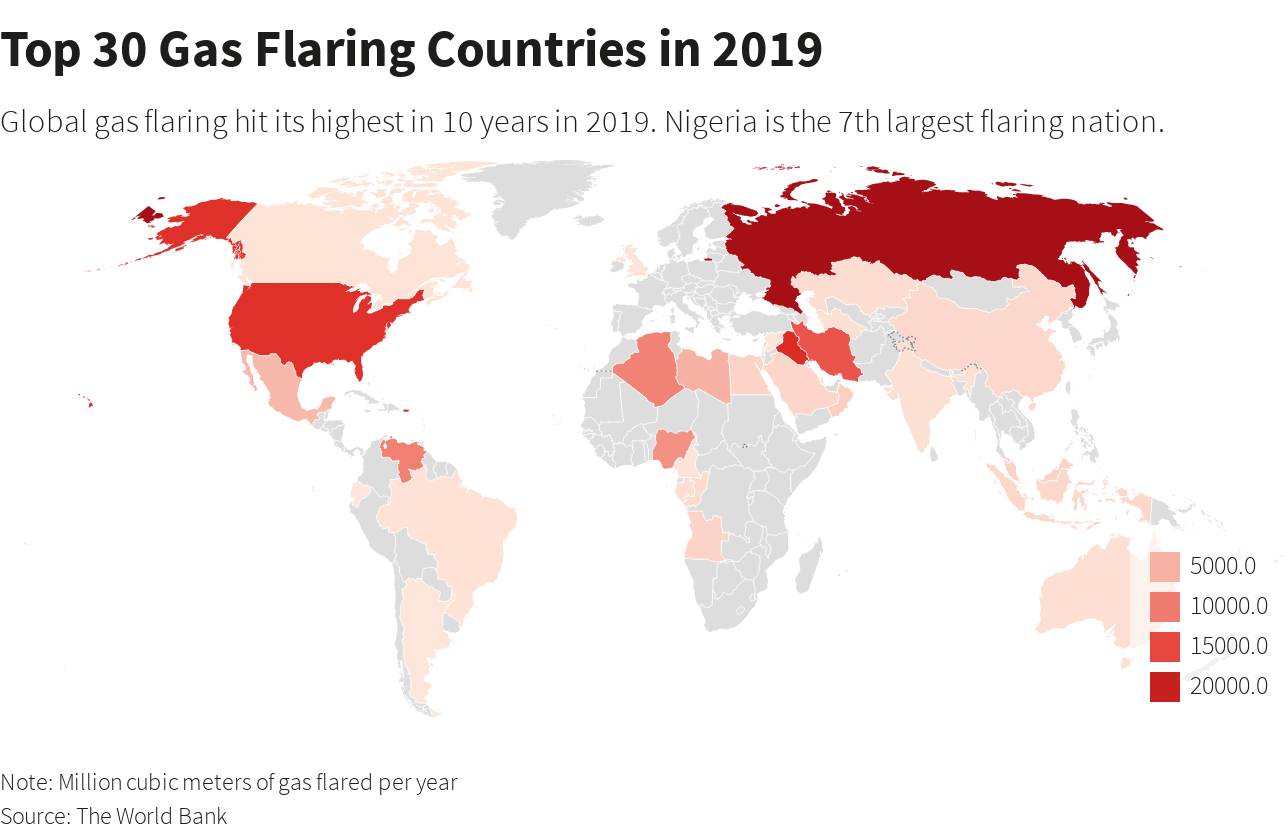 Top 30 Gas Flaring Countries in 2019
Global gas flaring hit its highest in 10 years in 2019. Nigeria is the 7th largest flaring nation.
5000.0
10000.0
15000.0
20000.0
Note: Million cubic meters of gas flared per year
Source: The World Bank